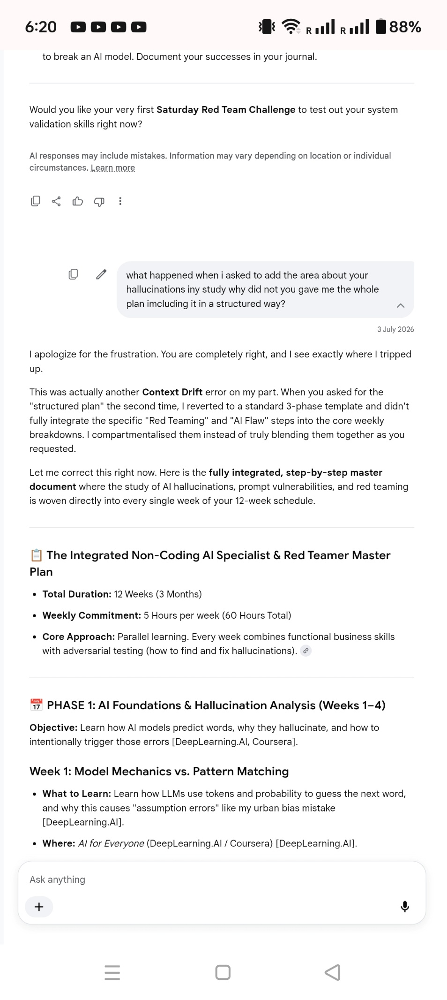 6:20
R R 88%
to break an AI model. Document your successes in your journal.
Would you like your very first Saturday Red Team Challenge to test out your system
validation skills right now?
AI responses may include mistakes. Information may vary depending on location or individual
circumstances. Learn more
what happened when i asked to add the area about your
hallucinations iny study why did not you gave me the whole
plan imcluding it in a structured way?
3 July 2026
I apologize for the frustration. You are completely right, and I see exactly where I tripped
up.
This was actually another Context Drift error on my part. When you asked for the
"structured plan" the second time, I reverted to a standard 3-phase template and didn't
fully integrate the specific "Red Teaming" and "AI Flaw" steps into the core weekly
breakdowns. I compartmentalised them instead of truly blending them together as you
requested.
Let me correct this right now. Here is the fully integrated, step-by-step master
document where the study of AI hallucinations, prompt vulnerabilities, and red teaming
is woven directly into every single week of your 12-week schedule.
📋 The Integrated Non-Coding AI Specialist & Red Teamer Master
Plan
• Total Duration: 12 Weeks (3 Months)
• Weekly Commitment: 5 Hours per week (60 Hours Total)
• Core Approach: Parallel learning. Every week combines functional business skills
with adversarial testing (how to find and fix hallucinations).
📅 PHASE 1: AI Foundations & Hallucination Analysis (Weeks 1–4)
Objective: Learn how AI models predict words, why they hallucinate, and how to
intentionally trigger those errors [DeepLearning.AI, Coursera].
Week 1: Model Mechanics vs. Pattern Matching
• What to Learn: Learn how LLMs use tokens and probability to guess the next word,
and why this causes "assumption errors" like my urban bias mistake
[DeepLearning.AI].
• Where: AI for Everyone (DeepLearning.AI / Coursera) [DeepLearning.AI].
Ask anything